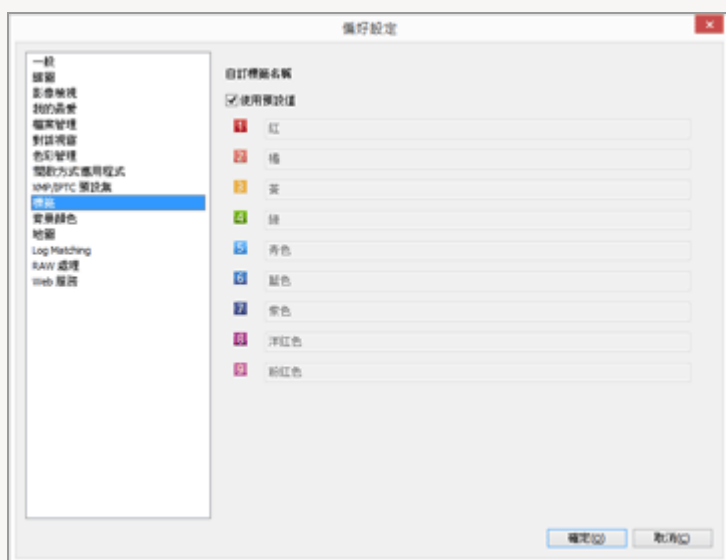 偏好設定
一般
縮圖
影像檢視
我的最愛
檔案管理
對話視窗
色彩管理
開啟方式應用程式
XMP/IPTC 預設集
標籤
背景顏色
地圖
Log Matching
RAW 處理
Web 服務
自訂標籤名稱
使用預設值
1 紅
2 橘
3 茶
4 綠
5 青色
6 藍色
7 紫色
8 洋紅色
9 粉紅色
確定(O) 取消(C)